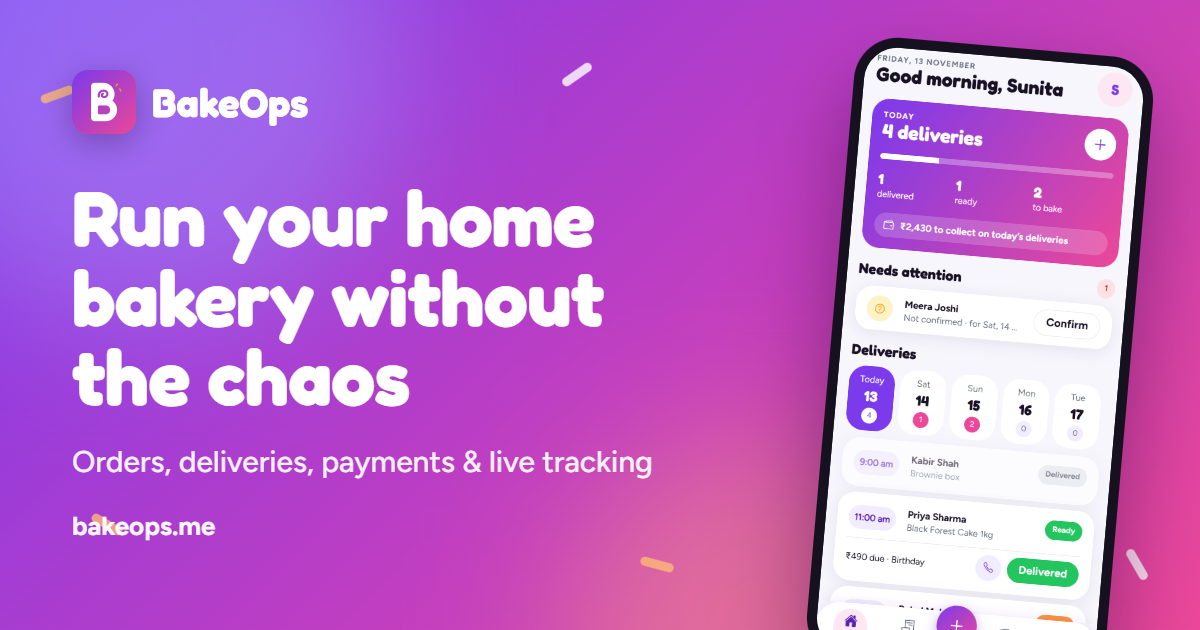 BakeOps
Run your home
bakery without
the chaos
Orders, deliveries, payments & live tracking
bakeops.me
FRIDAY, 13 NOVEMBER
Good morning, Sunita
S
TODAY
4 deliveries
1
delivered
1
ready
2
to bake
₹2,430 to collect on today's deliveries
Needs attention
1
Meera Joshi
Not confirmed · for Sat, 14 ...
Confirm
Deliveries
Today
13
4
Sat
14
1
Sun
15
2
Mon
16
0
Tue
17
0
9:00 am
Kabir Shah
Brownie box
Delivered
11:00 am
Priya Sharma
Black Forest Cake 1kg
Ready
₹490 due · Birthday
Delivered